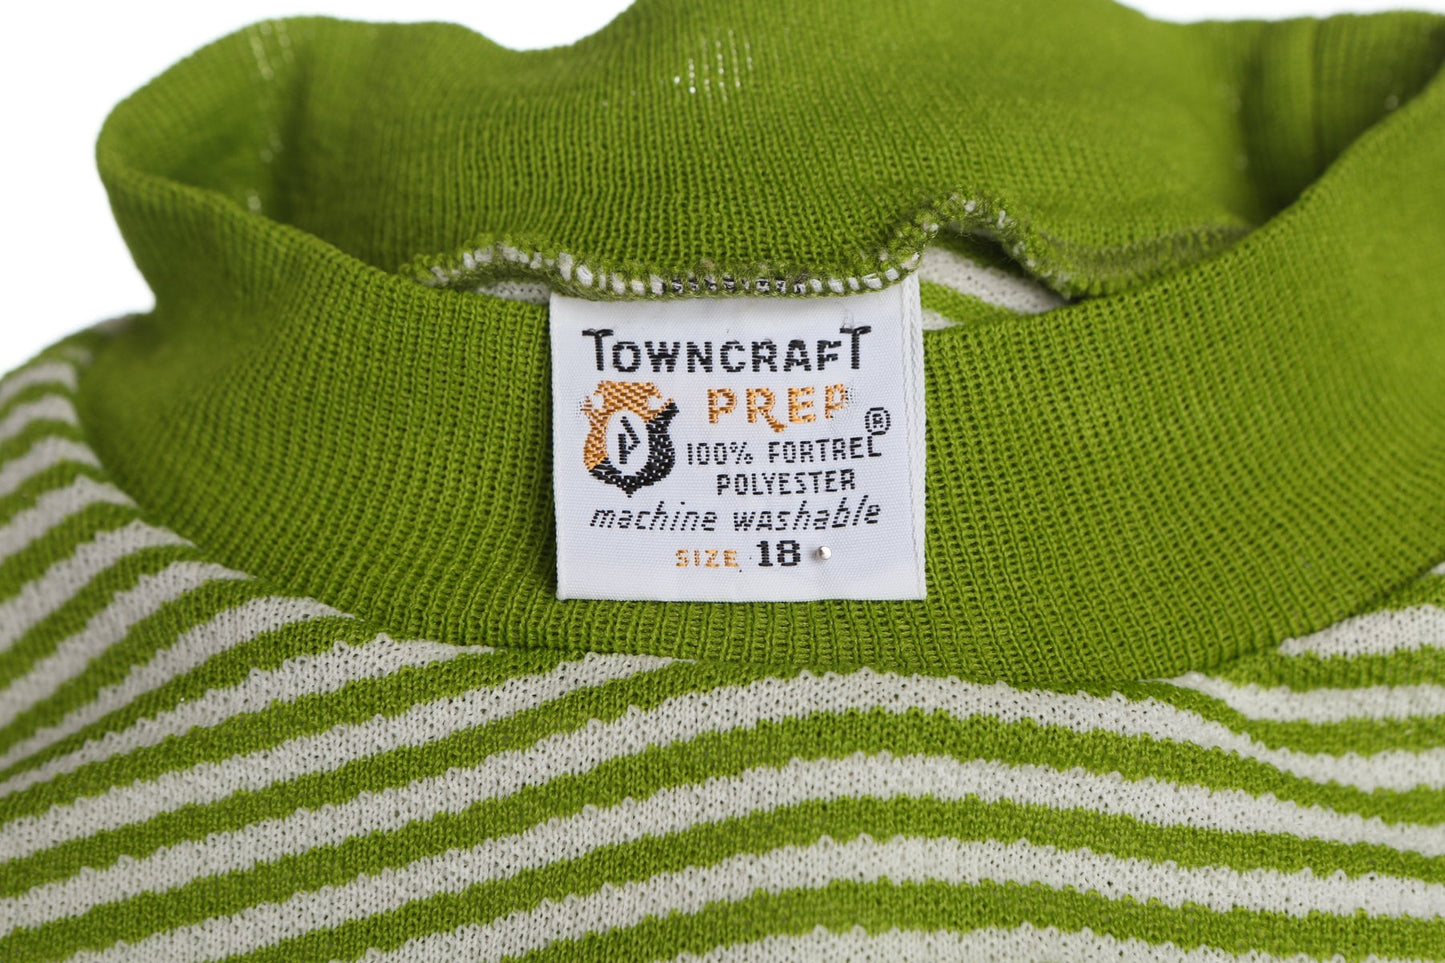 TOWNCRAFT
PREP
P
100% FORTREL®
POLYESTER
machine washable
SIZE 18